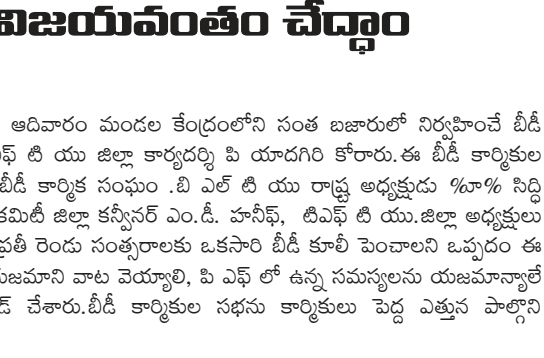 విజయవంతం చేద్దాం
ఆదివారం మండల కేంద్రంలోని సంత బజారులో నిర్వహించే బీడీ
ఎఫ్ టి యు జిల్లా కార్యదర్శి పి యాదగిరి కోరారు.ఈ బీడీ కార్మికుల
బీడీ కార్మిక సంఘం .బి ఎల్ టి యు రాష్ట్ర అధ్యక్షుడు %ూ% సిద్ధి
కమిటీ జిల్లా కన్వీనర్ ఎం.డి. హనీఫ్, టిఎఫ్ టి యు.జిల్లా అధ్యక్షులు
ప్రతీ రెండు సంత్సరాలకు ఒకసారి బీడీ కూలీ పెంచాలని ఒప్పదం ఈ
యజమాని వాట వెయ్యాలి, పి ఎఫ్ లో ఉన్న సమస్యలను యజమాన్యాలే
చేశారు.బీడీ కార్మికుల సభను కార్మికులు పెద్ద ఎత్తున పాల్గొని